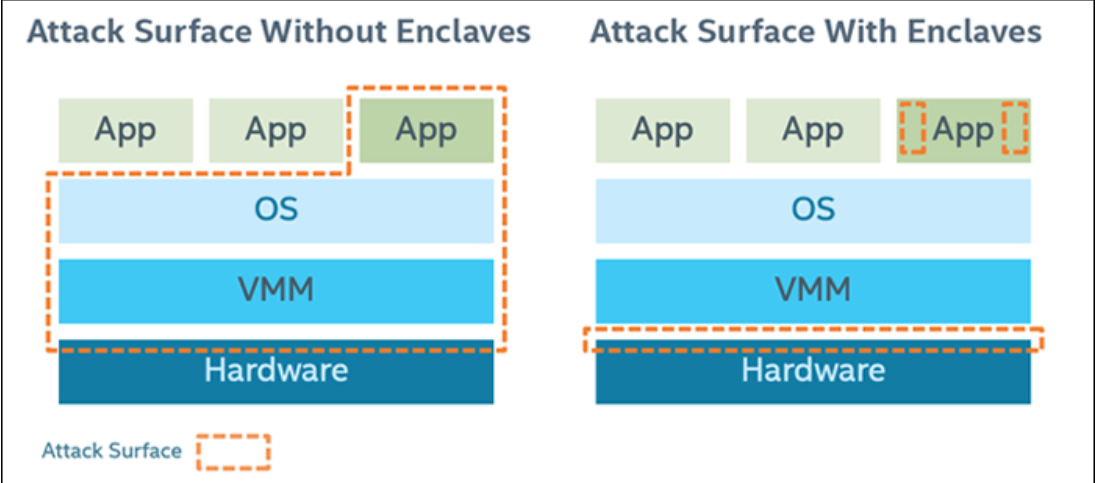 Attack Surface Without Enclaves
App
App
App
OS
VMM
Hardware
Attack Surface With Enclaves
App
App
App
OS
VMM
Hardware
Attack Surface